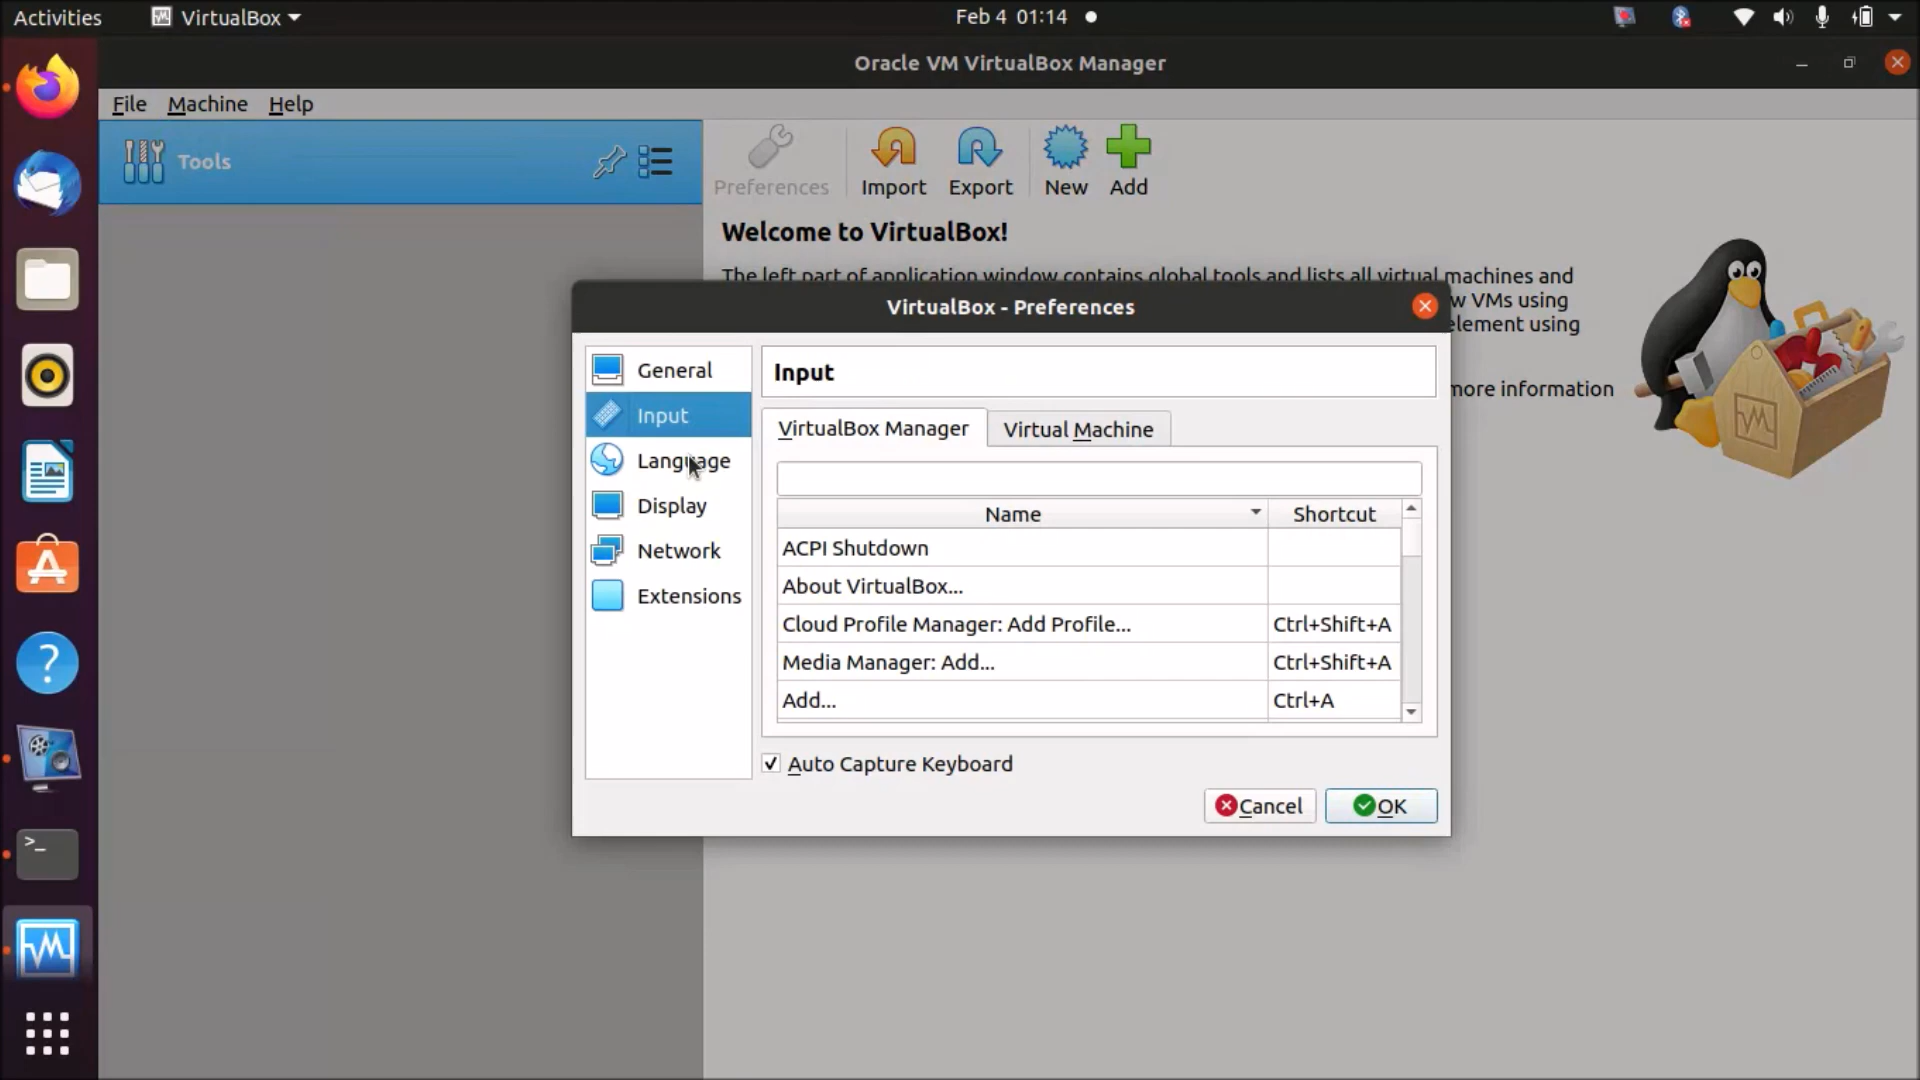 Activities VirtualBox Feb 4 01:14
Oracle VM VirtualBox Manager
File Machine Help
Tools
Preferences Import Export New Add
Welcome to VirtualBox!
The left part of application window contains global tools and lists all virtual machines and
w VMs using
element using
more information
VirtualBox - Preferences
General
Input
Language
Display
Network
Extensions
Input
VirtualBox Manager Virtual Machine
Name Shortcut
ACPI Shutdown
About VirtualBox...
Cloud Profile Manager: Add Profile... Ctrl+Shift+A
Media Manager: Add... Ctrl+Shift+A
Add... Ctrl+A
Auto Capture Keyboard
Cancel OK